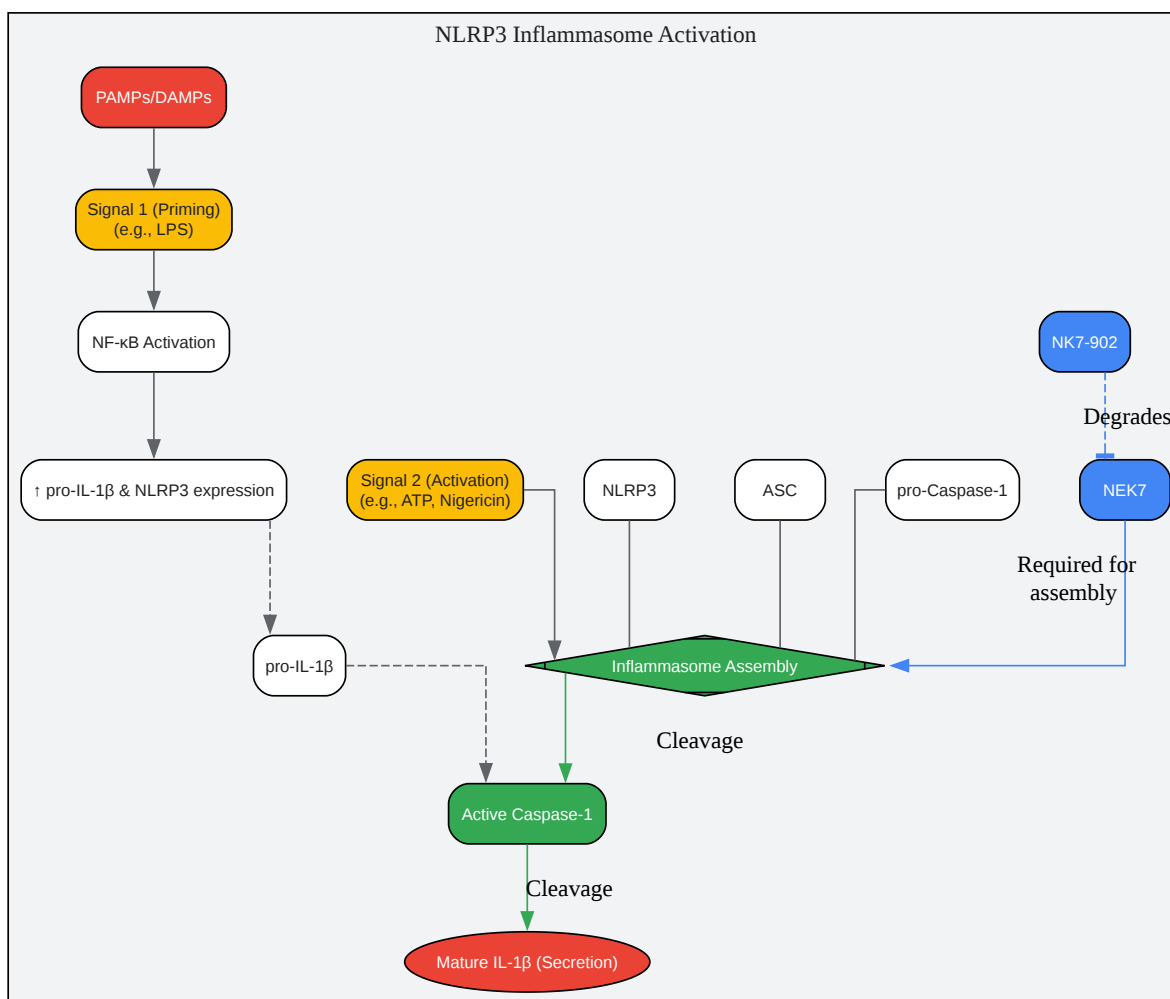 NLRP3 Inflammasome Activation
PAMPs/DAMPs
Signal 1 (Priming)
(e.g., LPS)
NF-κB Activation
NK7-902
Degrades
↑ pro-IL-1β & NLRP3 expression
Signal 2 (Activation)
(e.g., ATP, Nigericin)
NLRP3
ASC
pro-Caspase-1
NEK7
Required for
assembly
pro-IL-1β
Inflammasome Assembly
Cleavage
Active Caspase-1
Cleavage
Mature IL-1β (Secretion)